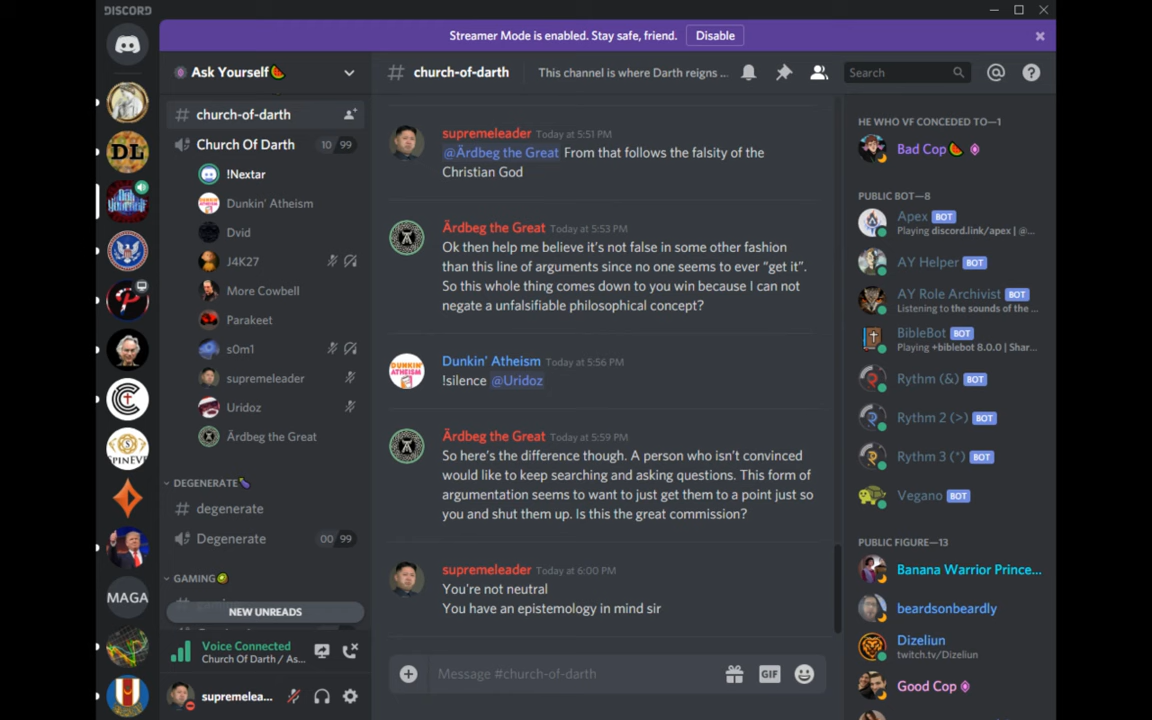 DISCORD
Streamer Mode is enabled. Stay safe, friend. Disable
Ask Yourself🍉
# church-of-darth
Church Of Darth 10 99
!Nextar
Dunkin' Atheism
Dvid
J4K27
More Cowbell
Parakeet
s0m1
supremeleader
Uridoz
Ärdbeg the Great
DEGENERATE🍆
# degenerate
Degenerate 00 99
GAMING🥝
NEW UNREADS
Voice Connected
Church Of Darth / As...
supremelea...
DL
MAGA
# church-of-darth
This channel is where Darth reigns ...
Search
supremeleader Today at 5:51 PM
@Ärdbeg the Great From that follows the falsity of the
Christian God
Ärdbeg the Great Today at 5:53 PM
Ok then help me believe it's not false in some other fashion
than this line of arguments since no one seems to ever “get it”.
So this whole thing comes down to you win because I can not
negate a unfalsifiable philosophical concept?
DUNKIN' ATHEISM
Dunkin' Atheism Today at 5:56 PM
!silence @Uridoz
Ärdbeg the Great Today at 5:59 PM
So here's the difference though. A person who isn't convinced
would like to keep searching and asking questions. This form of
argumentation seems to want to just get them to a point just so
you and shut them up. Is this the great commission?
supremeleader Today at 6:00 PM
You're not neutral
You have an epistemology in mind sir
Message #church-of-darth
GIF
HE WHO VF CONCEDED TO—1
Bad Cop🍉
PUBLIC BOT—8
Apex BOT
Playing discord.link/apex | @...
AY Helper BOT
AY Role Archivist BOT
Listening to the sounds of the ...
BibleBot BOT
Playing +biblebot 8.0.0 | Shar...
Rythm (&) BOT
Rythm 2 (>) BOT
Rythm 3 (*) BOT
Vegano BOT
PUBLIC FIGURE—13
Banana Warrior Prince...
beardsonbeardly
Dizeliun
twitch.tv/Dizeliun
Good Cop